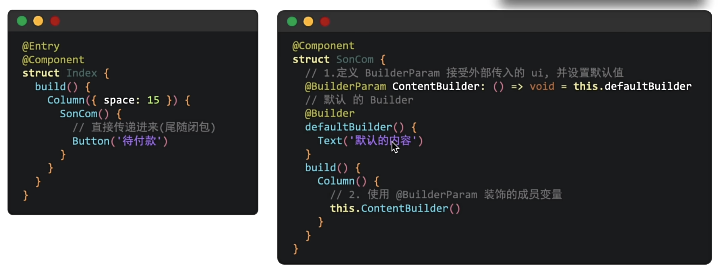 @Entry
@Component
struct Index {
  build() {
    Column({ space: 15 }) {
      SonCom() {
        // 直接传递进来(尾随闭包)
        Button('待付款')
      }
    }
  }
}
@Component
struct SonCom {
  // 1.定义 BuilderParam 接受外部传入的 ui, 并设置默认值
  @BuilderParam ContentBuilder: () => void = this.defaultBuilder
  // 默认 的 Builder
  @Builder
  defaultBuilder() {
    Text('默认的内容')
  }
  build() {
    Column() {
      // 2. 使用 @BuilderParam 装饰的成员变量
      this.ContentBuilder()
    }
  }
}